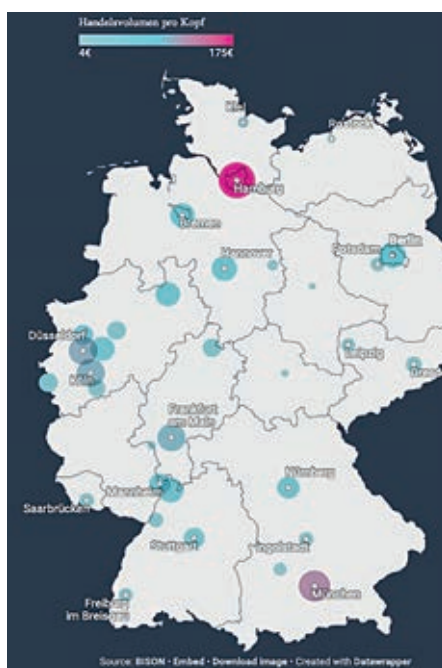 Handelsvolumen pro Kopf
4€ 175€
Kiel
Rostock
Hamburg
Bremen
Hannover
Potsdam
Berlin
Düsseldorf
Köln
Leipzig
Dresd
Frankfurt
am Main
Mannheim
Nürnberg
Saarbrücken
Stuttgart
Ingolstadt
Freiburg
im Breisgau
München
Source: BISON · Embed · Download image · Created with Datawrapper